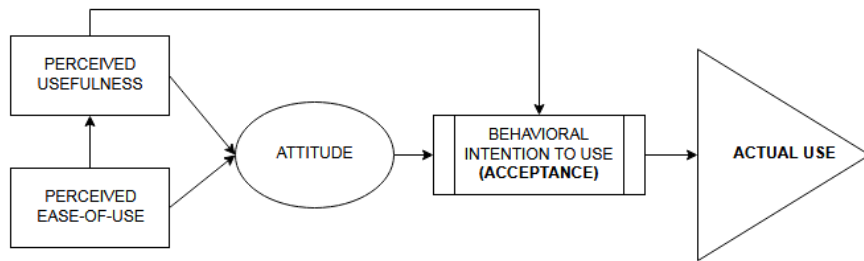 PERCEIVED
USEFULNESS
PERCEIVED
EASE-OF-USE
ATTITUDE
BEHAVIORAL
INTENTION TO USE
(ACCEPTANCE)
ACTUAL USE